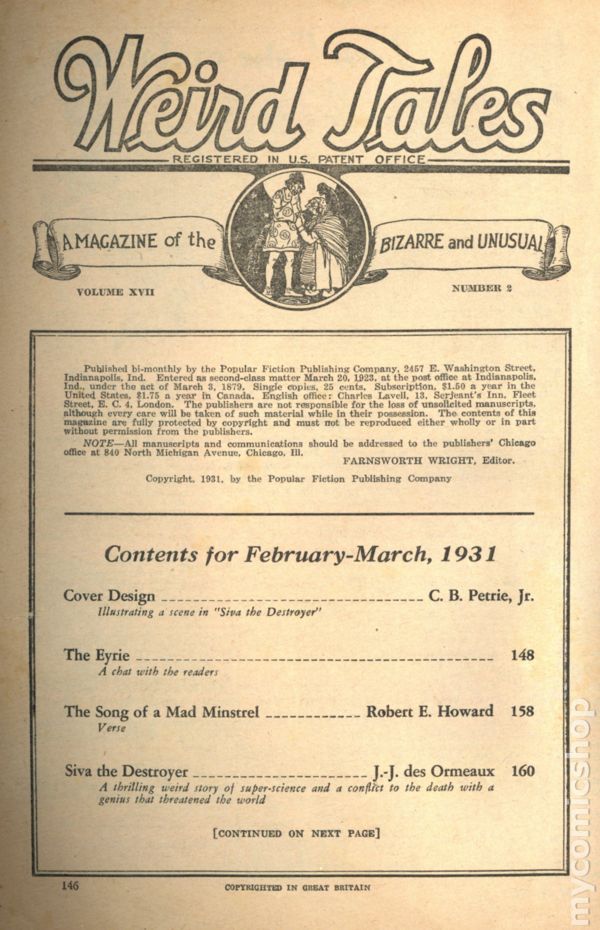 Weird Tales
REGISTERED IN U.S. PATENT OFFICE
A MAGAZINE of the BIZARRE and UNUSUAL
VOLUME XVII NUMBER 2
Published bi-monthly by the Popular Fiction Publishing Company, 2457 E. Washington Street,
Indianapolis, Ind. Entered as second-class matter March 20, 1923, at the post office at Indianapolis,
Ind., under the act of March 3, 1879. Single copies, 25 cents. Subscription, $1.50 a year in the
United States, $1.75 a year in Canada. English office: Charles Lavell, 13, Serjeant's Inn, Fleet
Street, E. C. 4, London. The publishers are not responsible for the loss of unsolicited manuscripts,
although every care will be taken of such material while in their possession. The contents of this
magazine are fully protected by copyright and must not be reproduced either wholly or in part
without permission from the publishers.
NOTE—All manuscripts and communications should be addressed to the publishers' Chicago
office at 840 North Michigan Avenue, Chicago, Ill.
FARNSWORTH WRIGHT, Editor.
Copyright, 1931, by the Popular Fiction Publishing Company
Contents for February-March, 1931
Cover Design C. B. Petrie, Jr.
Illustrating a scene in "Siva the Destroyer"
The Eyrie 148
A chat with the readers
The Song of a Mad Minstrel Robert E. Howard 158
Verse
Siva the Destroyer J.-J. des Ormeaux 160
A thrilling weird story of super-science and a conflict to the death with a
genius that threatened the world
[CONTINUED ON NEXT PAGE]
146 COPYRIGHTED IN GREAT BRITAIN
mycomicshop